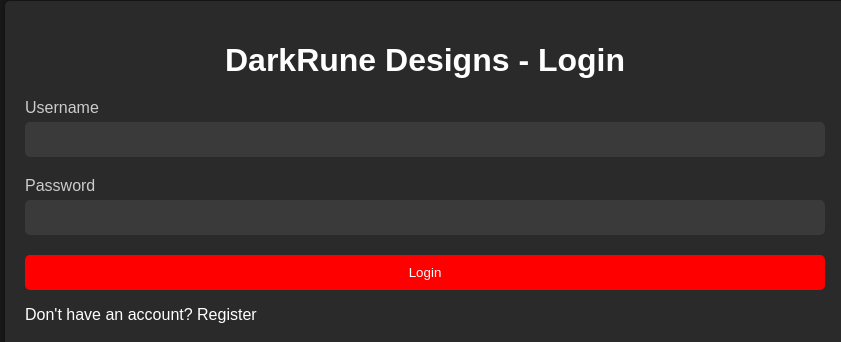 DarkRune Designs - Login
Username
Password
Login
Don't have an account? Register